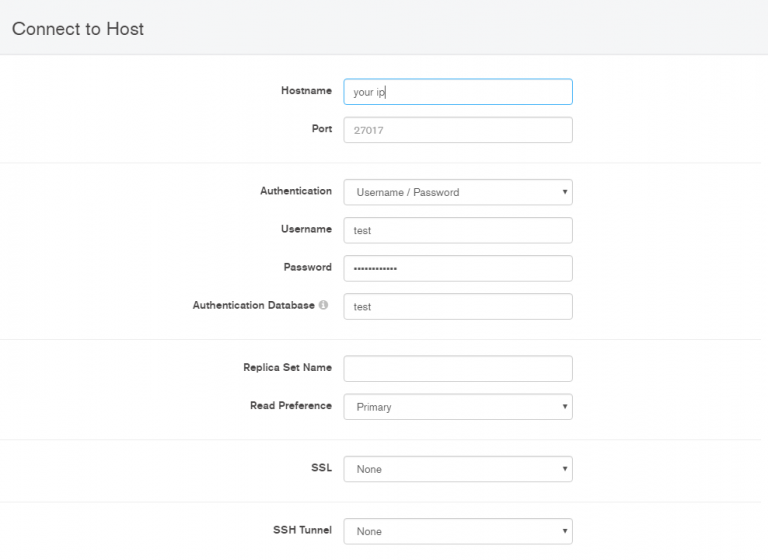 Connect to Host
Hostname your ip
Port 27017
Authentication Username / Password
Username test
Password ••••••••••••
Authentication Database test
Replica Set Name
Read Preference Primary
SSL None
SSH Tunnel None